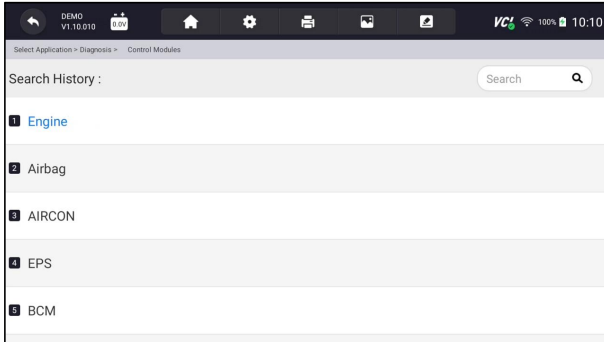 DEMO
V1.10.010
0.0V
VCI 100% 10:10
Select Application > Diagnosis > Control Modules
Search History :
Search
1 Engine
2 Airbag
3 AIRCON
4 EPS
5 BCM